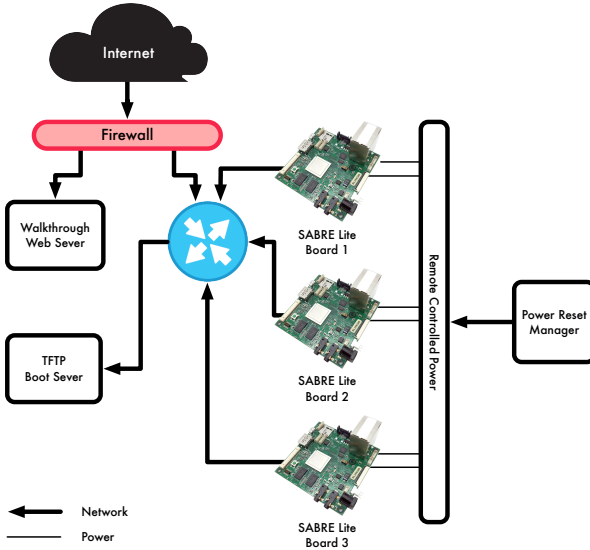 Internet
Firewall
Walkthrough
Web Sever
SABRE Lite
Board 1
Remote Controlled Power
Power Reset
Manager
TFTP
Boot Sever
SABRE Lite
Board 2
SABRE Lite
Board 3
Network
Power